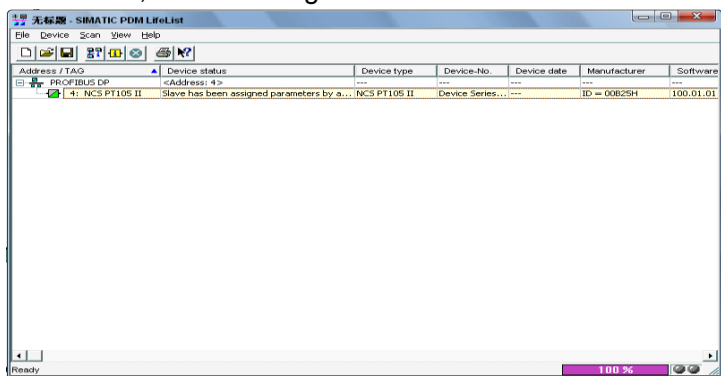 无标题 - SIMATIC PDM LifeList
File Device Scan View Help
Address / TAG Device status Device type Device-No. Device date Manufacturer Software
PROFIBUS DP <Address: 4> --- --- --- --- ---
4: NCS PT105 II Slave has been assigned parameters by a... NCS PT105 II Device Series... --- ID = 00B25H 100.01.01
Ready 100 %